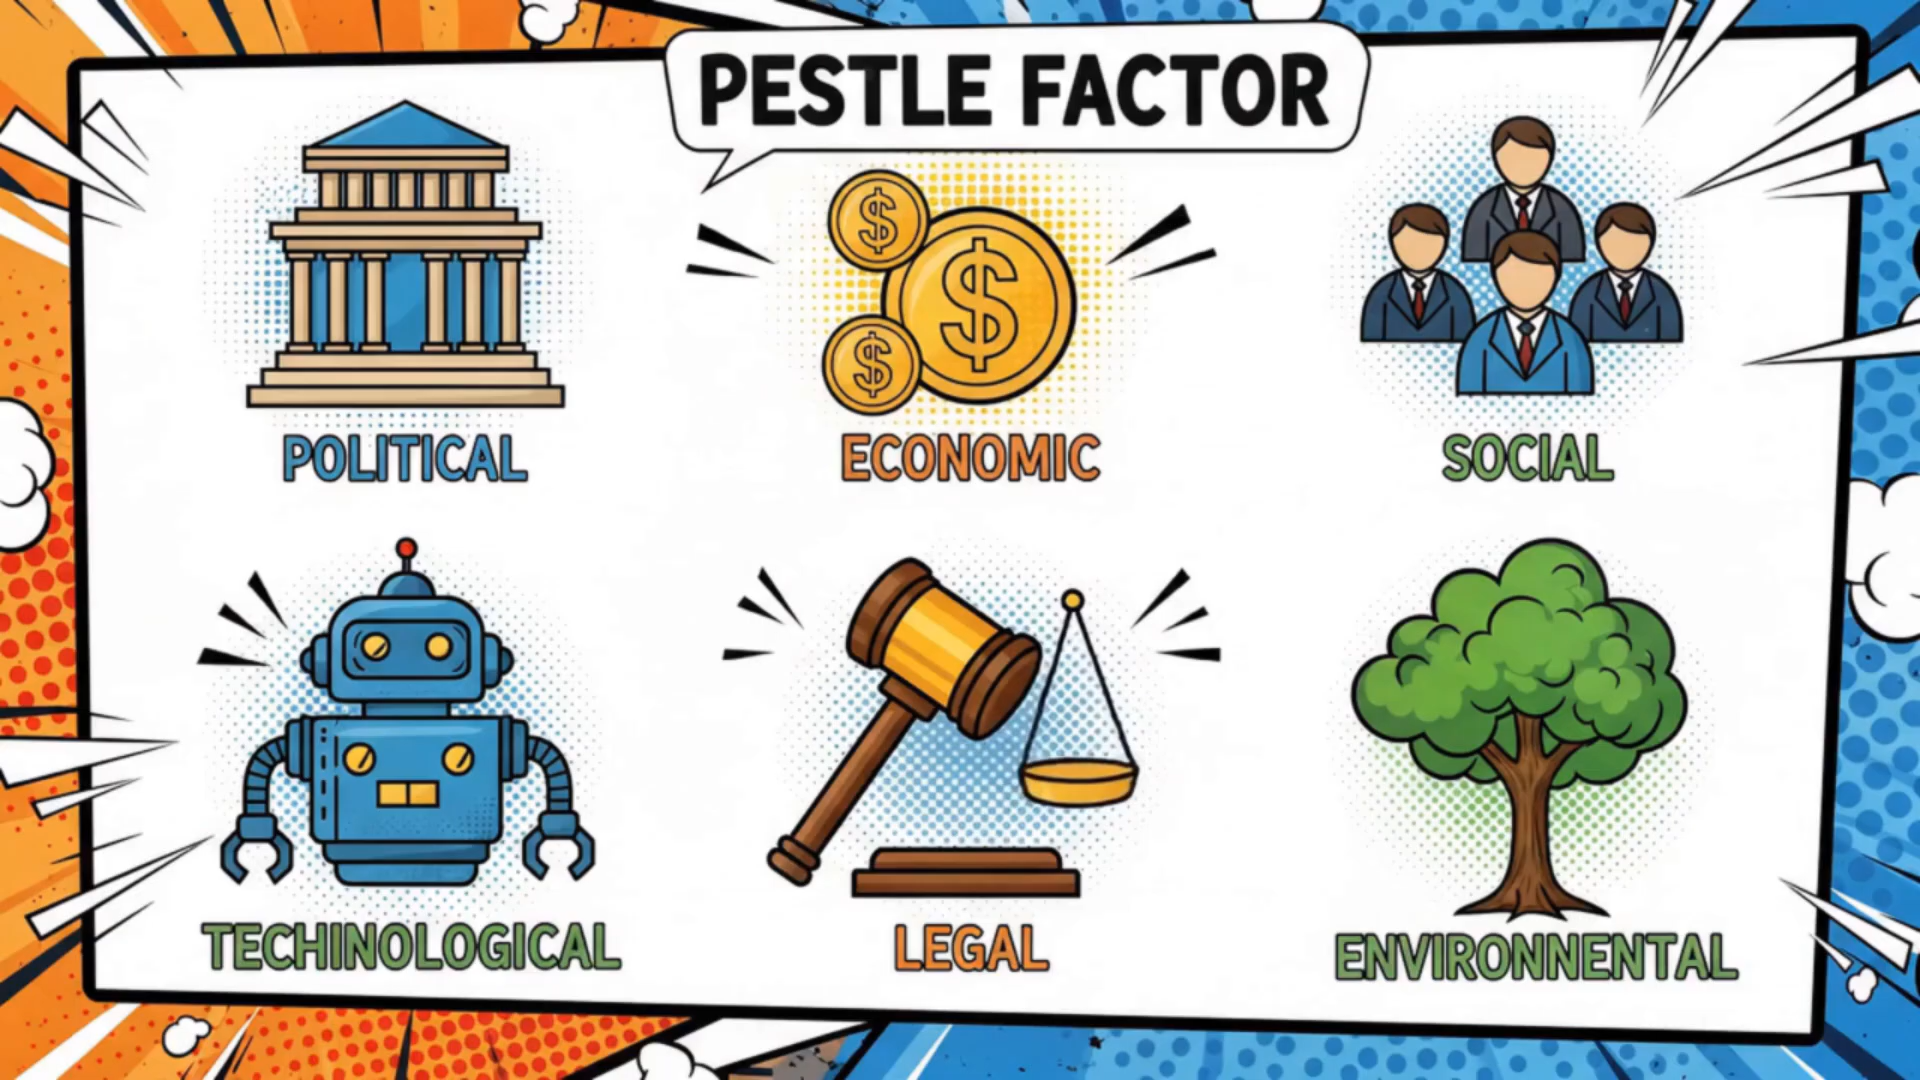 PESTLE FACTOR
POLITICAL
ECONOMIC
SOCIAL
TECHINOLOGICAL
LEGAL
ENVIRONNENTAL